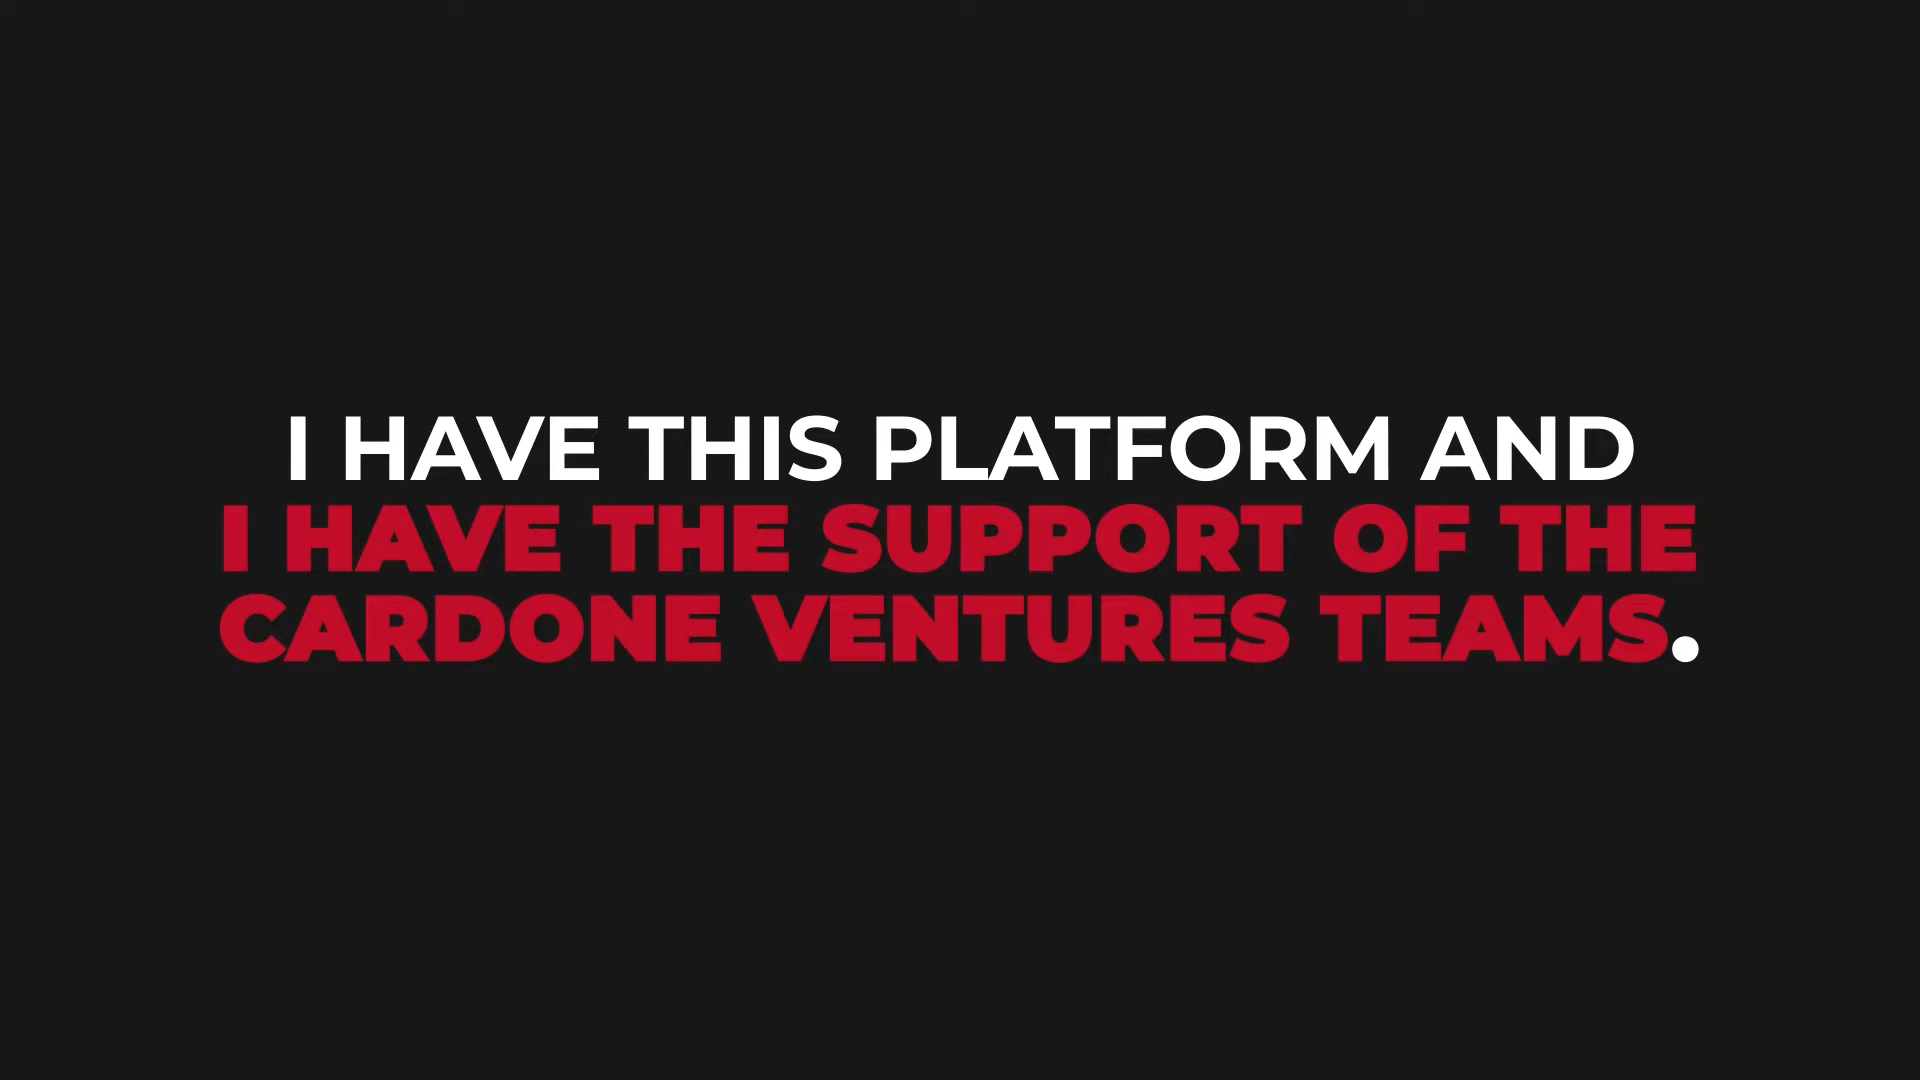 I HAVE THIS PLATFORM AND
I HAVE THE SUPPORT OF THE
CARDONE VENTURES TEAMS.